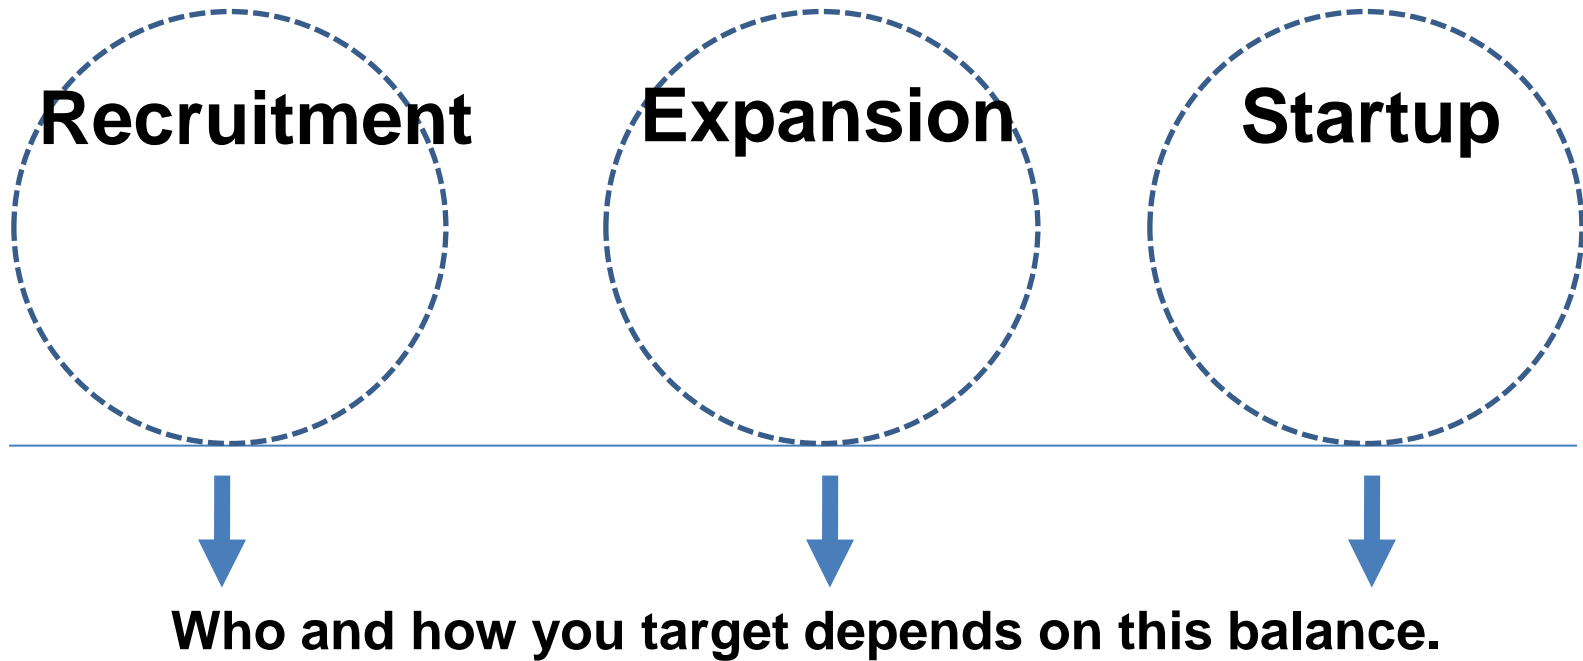 Recruitment
Expansion
Startup
Who and how you target depends on this balance.